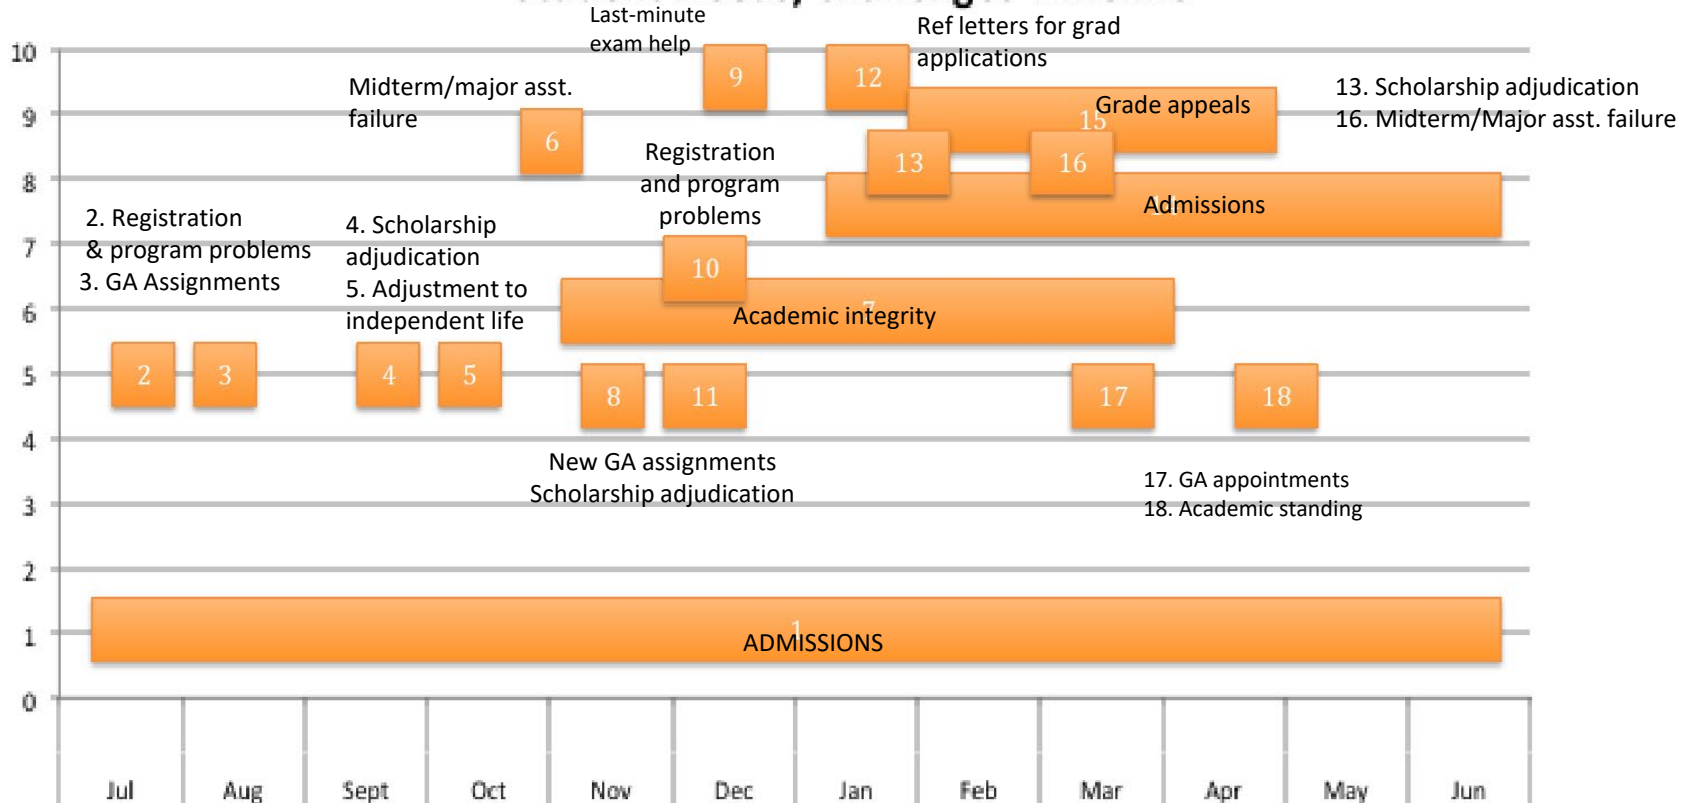 Last-minute
exam help
Ref letters for grad
applications
10
9
12
Midterm/major asst.
failure
13. Scholarship adjudication
16. Midterm/Major asst. failure
Grade appeals
15
9
6
Registration
and program
problems
13
16
8
Admissions
2. Registration
& program problems
3. GA Assignments
4. Scholarship
adjudication
5. Adjustment to
independent life
7
10
6
7
Academic integrity
5
2
3
4
5
8
11
17
18
4
New GA assignments
Scholarship adjudication
17. GA appointments
18. Academic standing
3
2
1
1
ADMISSIONS
0
Jul Aug Sept Oct Nov Dec Jan Feb Mar Apr May Jun